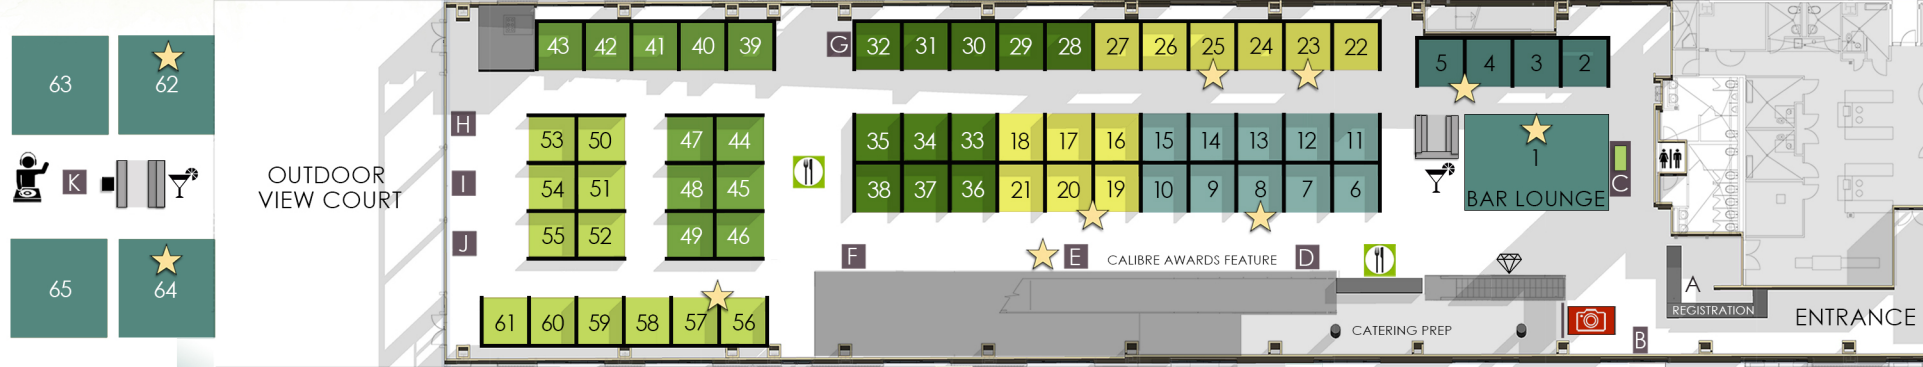 63 62
K
65 64
OUTDOOR
VIEW COURT
43 42 41 40 39
G
32 31 30 29 28 27 26 25 24 23 22
5 4 3 2
H
I
J
53 50
54 51
55 52
47 44
48 45
49 46
35 34 33 18 17 16 15 14 13 12 11
38 37 36 21 20 19 10 9 8 7 6
1
BAR LOUNGE
C
F
E
CALIBRE AWARDS FEATURE
D
61 60 59 58 57 56
CATERING PREP
A
REGISTRATION
ENTRANCE
B